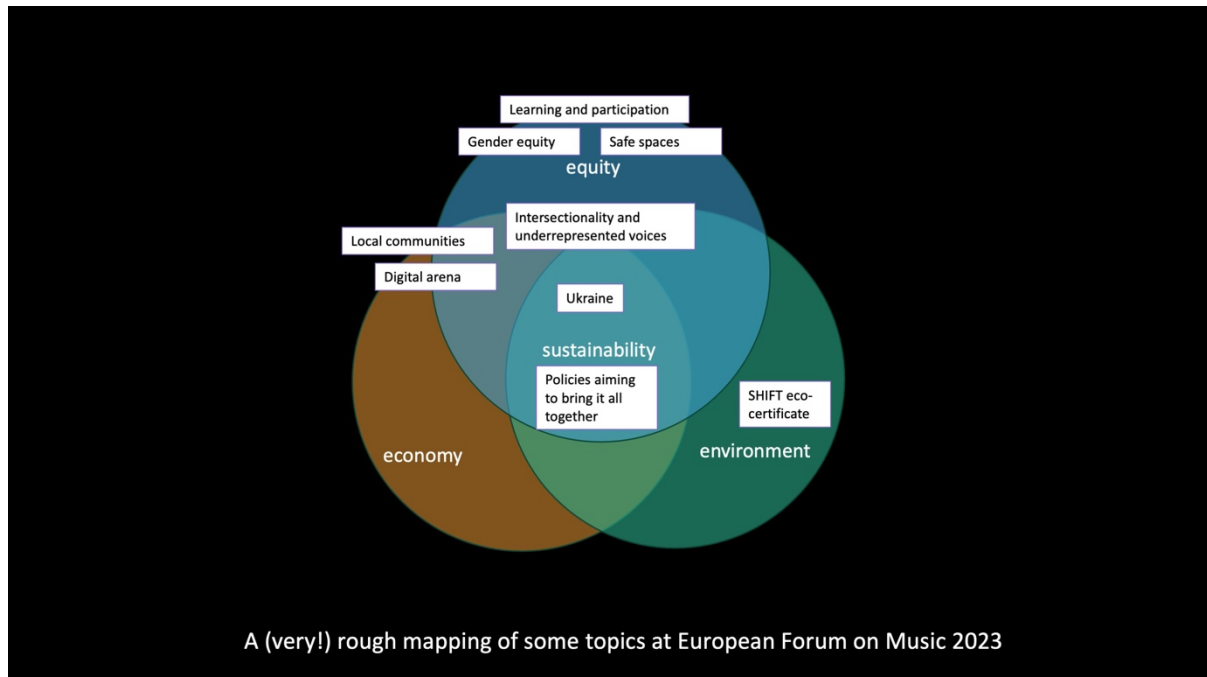 Learning and participation
Gender equity
Safe spaces
equity
Intersectionality and
underrepresented voices
Local communities
Digital arena
Ukraine
sustainability
Policies aiming
to bring it all
together
SHIFT eco-
certificate
economy
environment
A (very!) rough mapping of some topics at European Forum on Music 2023